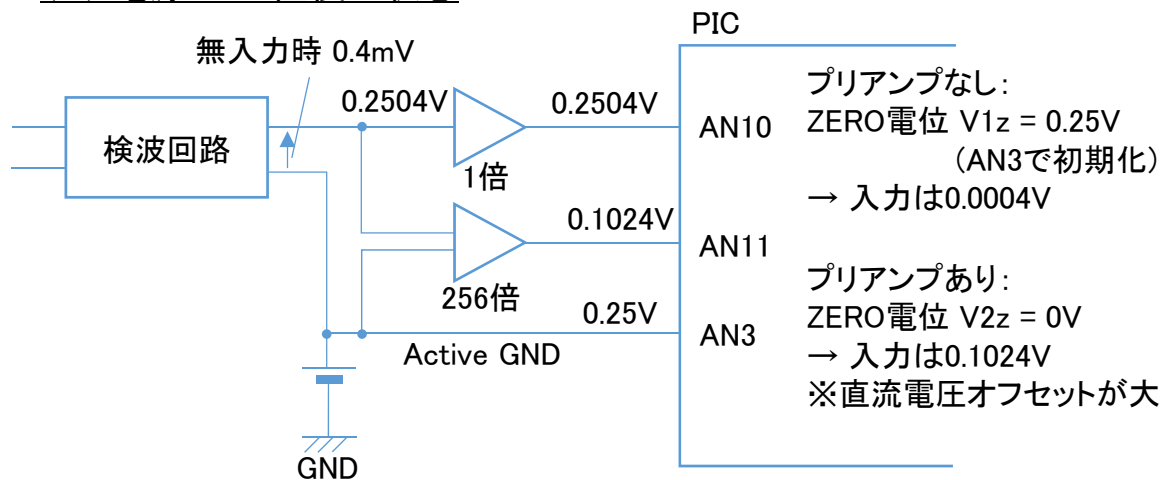 PIC
無入力時 0.4mV
0.2504V
0.2504V
検波回路
1倍
AN10
プリアンプなし:
ZERO電位 V1z = 0.25V
(AN3で初期化)
→ 入力は0.0004V
0.1024V
AN11
256倍
プリアンプあり:
ZERO電位 V2z = 0V
→ 入力は0.1024V
※直流電圧オフセットが大
0.25V
AN3
Active GND
GND